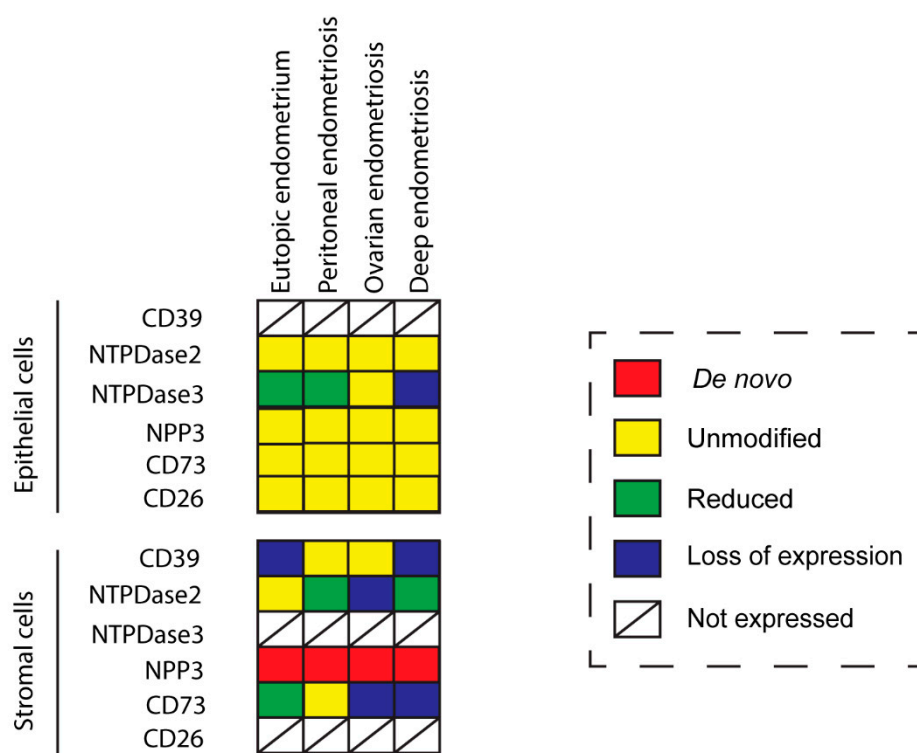 Eutopic endometrium
Peritoneal endometriosis
Ovarian endometriosis
Deep endometriosis
Epithelial cells
CD39
NTPDase2
NTPDase3
NPP3
CD73
CD26
Stromal cells
CD39
NTPDase2
NTPDase3
NPP3
CD73
CD26
De novo
Unmodified
Reduced
Loss of expression
Not expressed